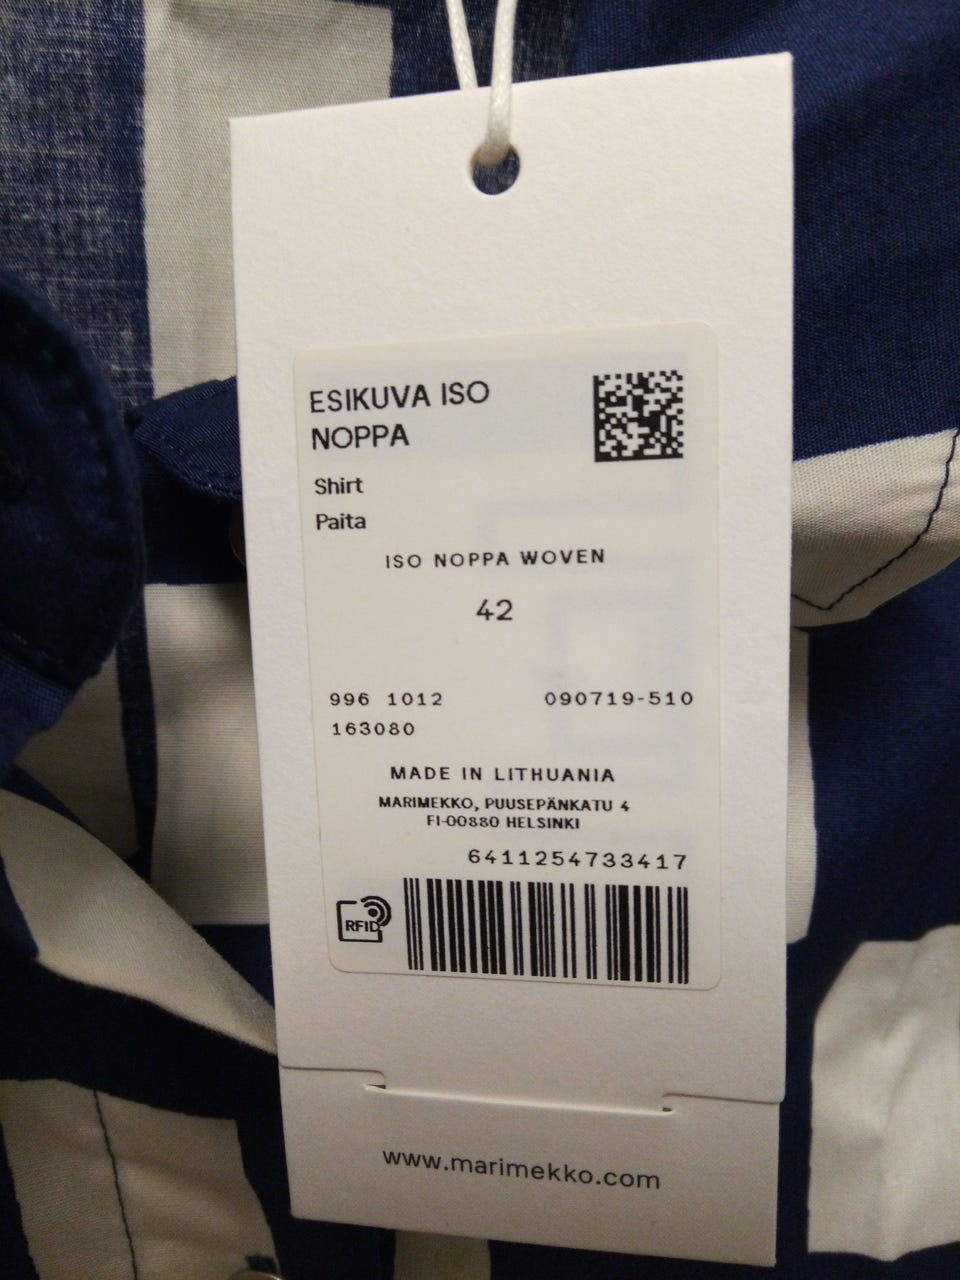 ESIKUVA ISO
NOPPA
Shirt
Paita
ISO NOPPA WOVEN
42
996 1012 090719-510
163080
MADE IN LITHUANIA
MARIMEKKO, PUUSEPÄNKATU 4
FI-00880 HELSINKI
6411254733417
RFID
www.marimekko.com